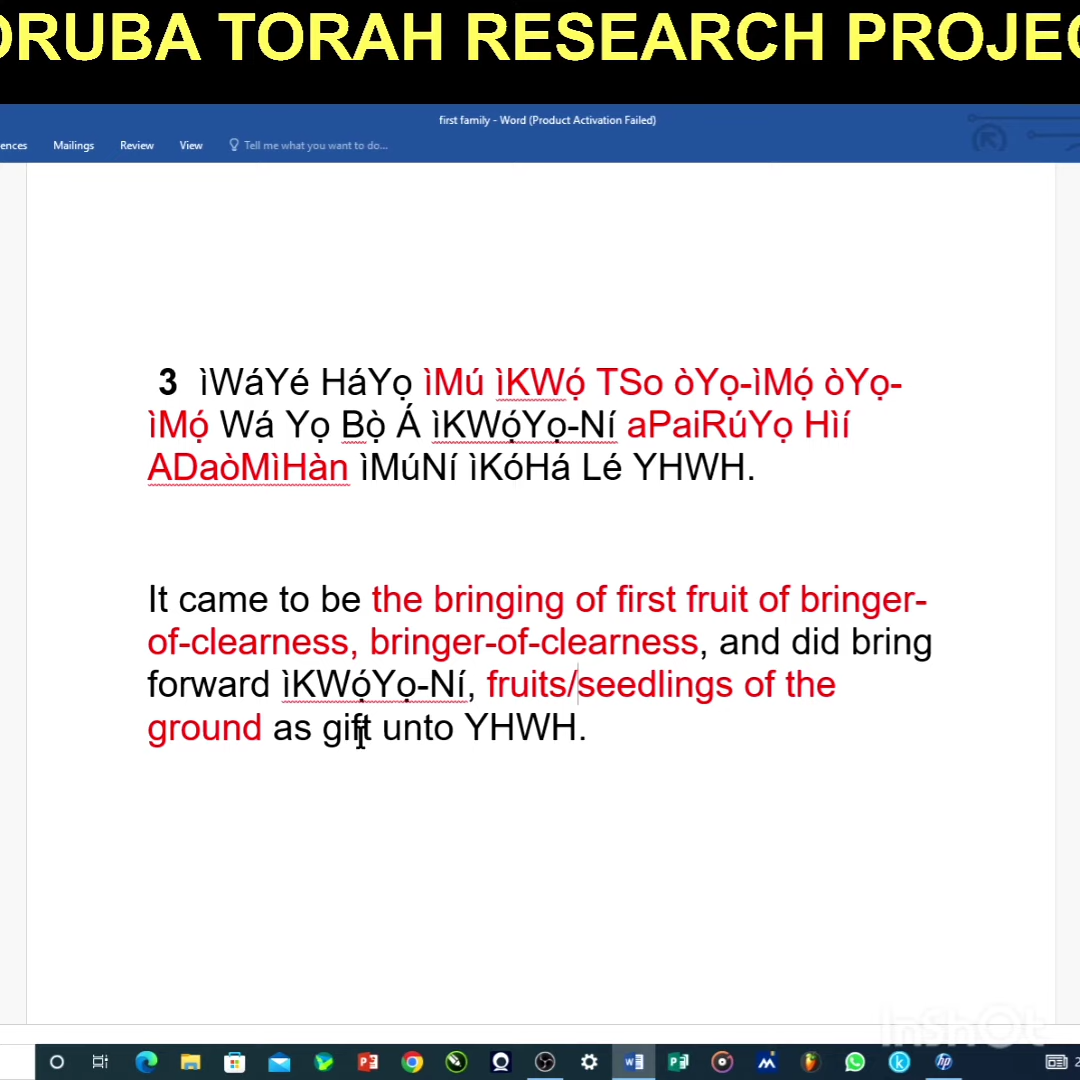 ORUBA TORAH RESEARCH PROJEC
first family - Word (Product Activation Failed)
ences Mailings Review View Tell me what you want to do...
3 ìWáYé HáYọ ìMú ìKWọ́ TSo òYọ-ìMọ́ òYọ-
ìMọ́ Wá Yọ Bọ̀ Á ìKWọ́Yọ-Ní aPaiRúYọ Hìí
ADaòMìHàn ìMúNí ìKóHá Lé YHWH.
It came to be the bringing of first fruit of bringer-
of-clearness, bringer-of-clearness, and did bring
forward ìKWọ́Yọ-Ní, fruits/seedlings of the
ground as gift unto YHWH.
InShOt